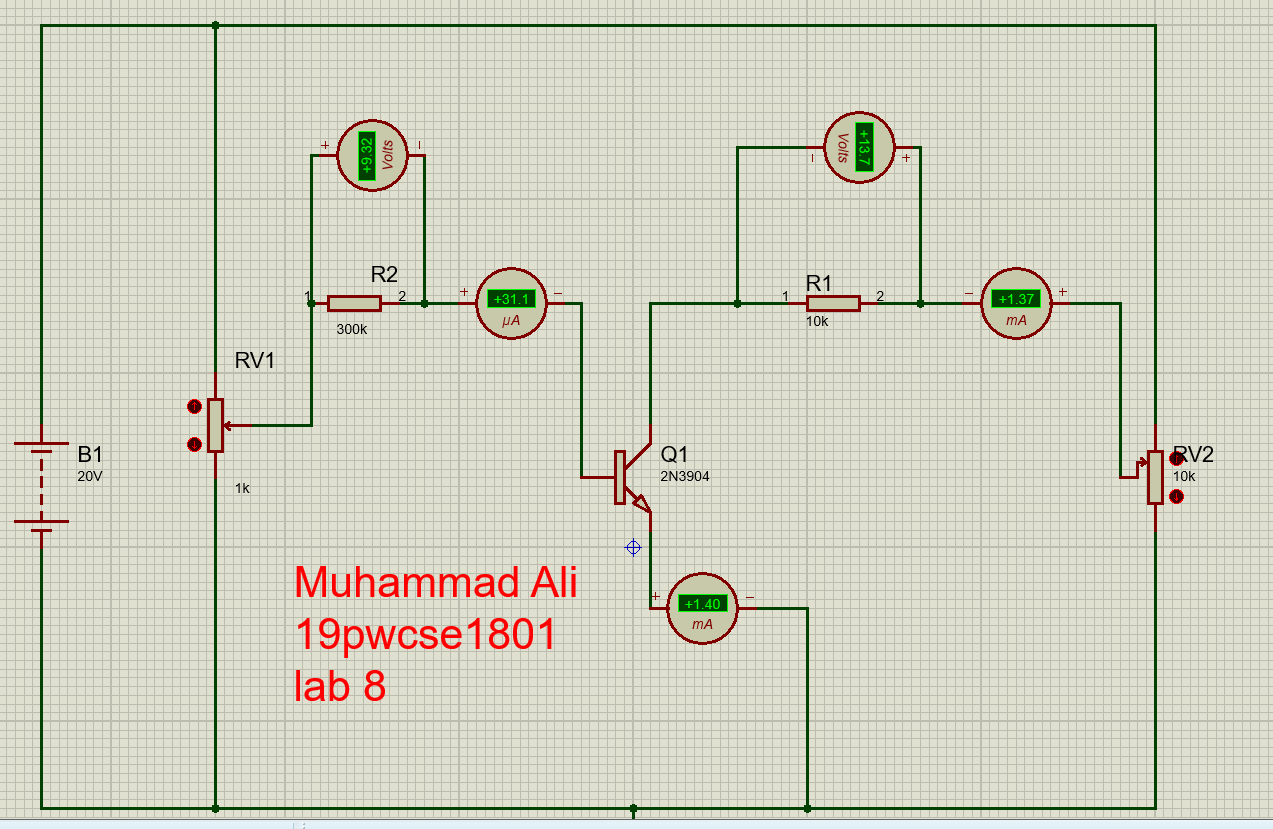 + −
+9.32
Volts
− +
+13.7
Volts
R2
1 2
300k
+ −
+31.1
µA
R1
1 2
10k
− +
+1.37
mA
RV1
1k
B1
20V
Q1
2N3904
RV2
10k
+ −
+1.40
mA
Muhammad Ali
19pwcse1801
lab 8